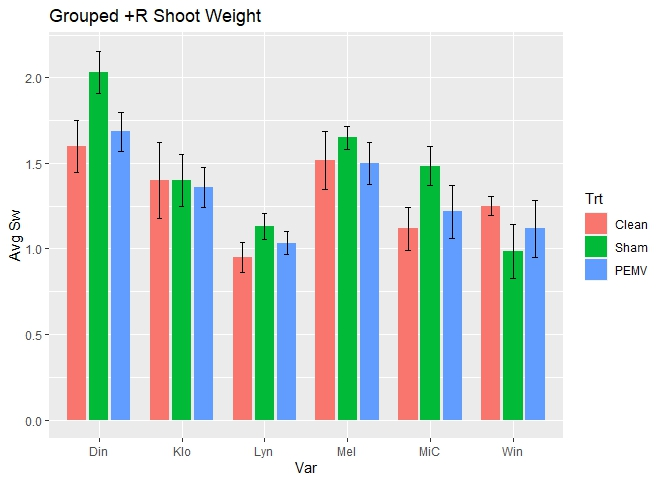 Grouped +R Shoot Weight
Avg Sw
2.0
1.5
1.0
0.5
0.0
Din Klo Lyn Mel MiC Win
Var
Trt
Clean
Sham
PEMV